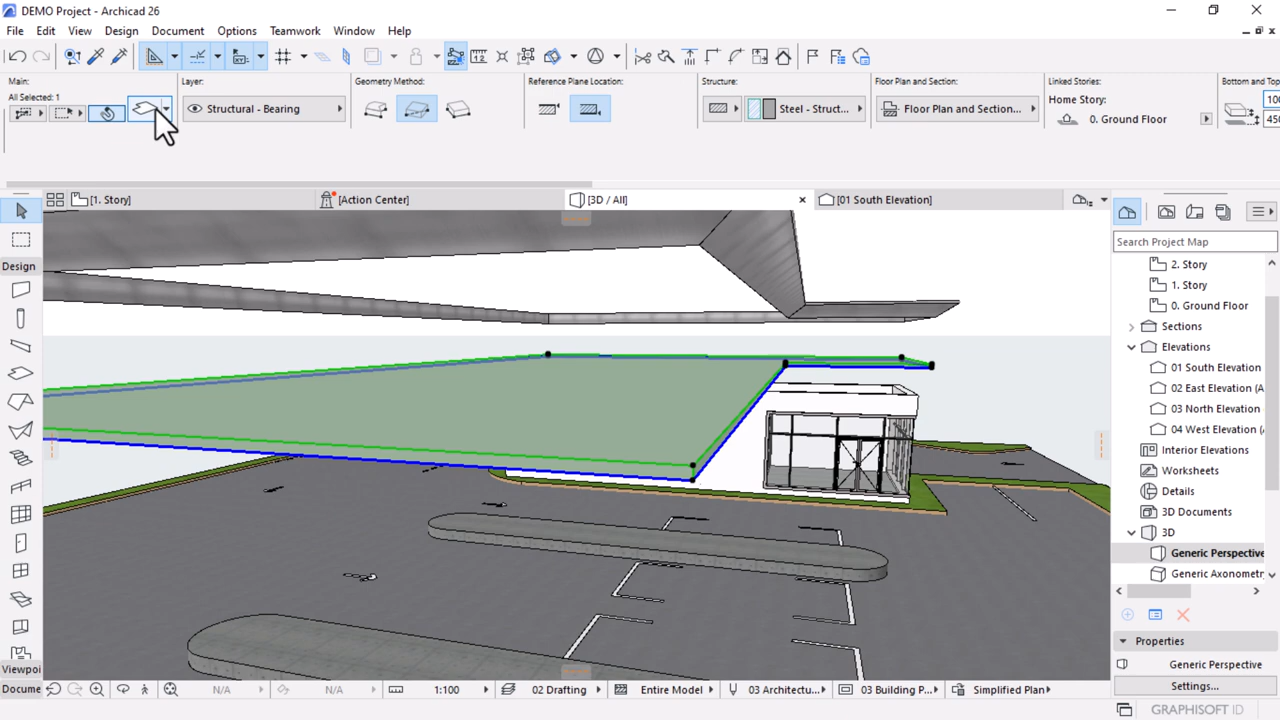 DEMO Project - Archicad 26
File Edit View Design Document Options Teamwork Window Help
Main: Layer: Geometry Method: Reference Plane Location: Structure: Floor Plan and Section: Linked Stories: Bottom and To
All Selected: 1
Structural - Bearing
Steel - Struct...
Floor Plan and Section...
Home Story:
0. Ground Floor
100
450
[1. Story]
[Action Center]
[3D / All]
[01 South Elevation]
Design
Search Project Map
2. Story
1. Story
0. Ground Floor
Sections
Elevations
01 South Elevation
02 East Elevation (A
03 North Elevation
04 West Elevation (
Interior Elevations
Worksheets
Details
3D Documents
3D
Generic Perspective
Generic Axonometr
Properties
Generic Perspective
Settings...
Viewpoi
Docume
N/A
N/A
1:100
02 Drafting
Entire Model
03 Architectu...
03 Building P...
Simplified Plan
GRAPHISOFT ID